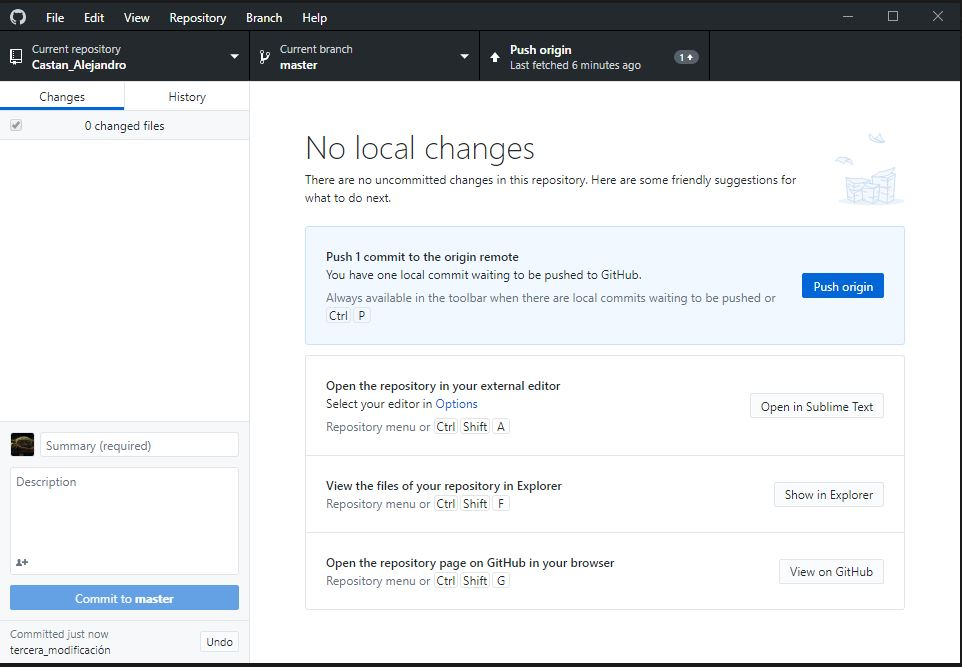 File Edit View Repository Branch Help
Current repository
Castan_Alejandro
Current branch
master
Push origin
Last fetched 6 minutes ago
1
Changes History
0 changed files
No local changes
There are no uncommitted changes in this repository. Here are some friendly suggestions for
what to do next.
Push 1 commit to the origin remote
You have one local commit waiting to be pushed to GitHub.
Always available in the toolbar when there are local commits waiting to be pushed or
Ctrl P
Push origin
Open the repository in your external editor
Select your editor in Options
Repository menu or Ctrl Shift A
Open in Sublime Text
View the files of your repository in Explorer
Repository menu or Ctrl Shift F
Show in Explorer
Open the repository page on GitHub in your browser
Repository menu or Ctrl Shift G
View on GitHub
Summary (required)
Description
Commit to master
Committed just now
tercera_modificación
Undo